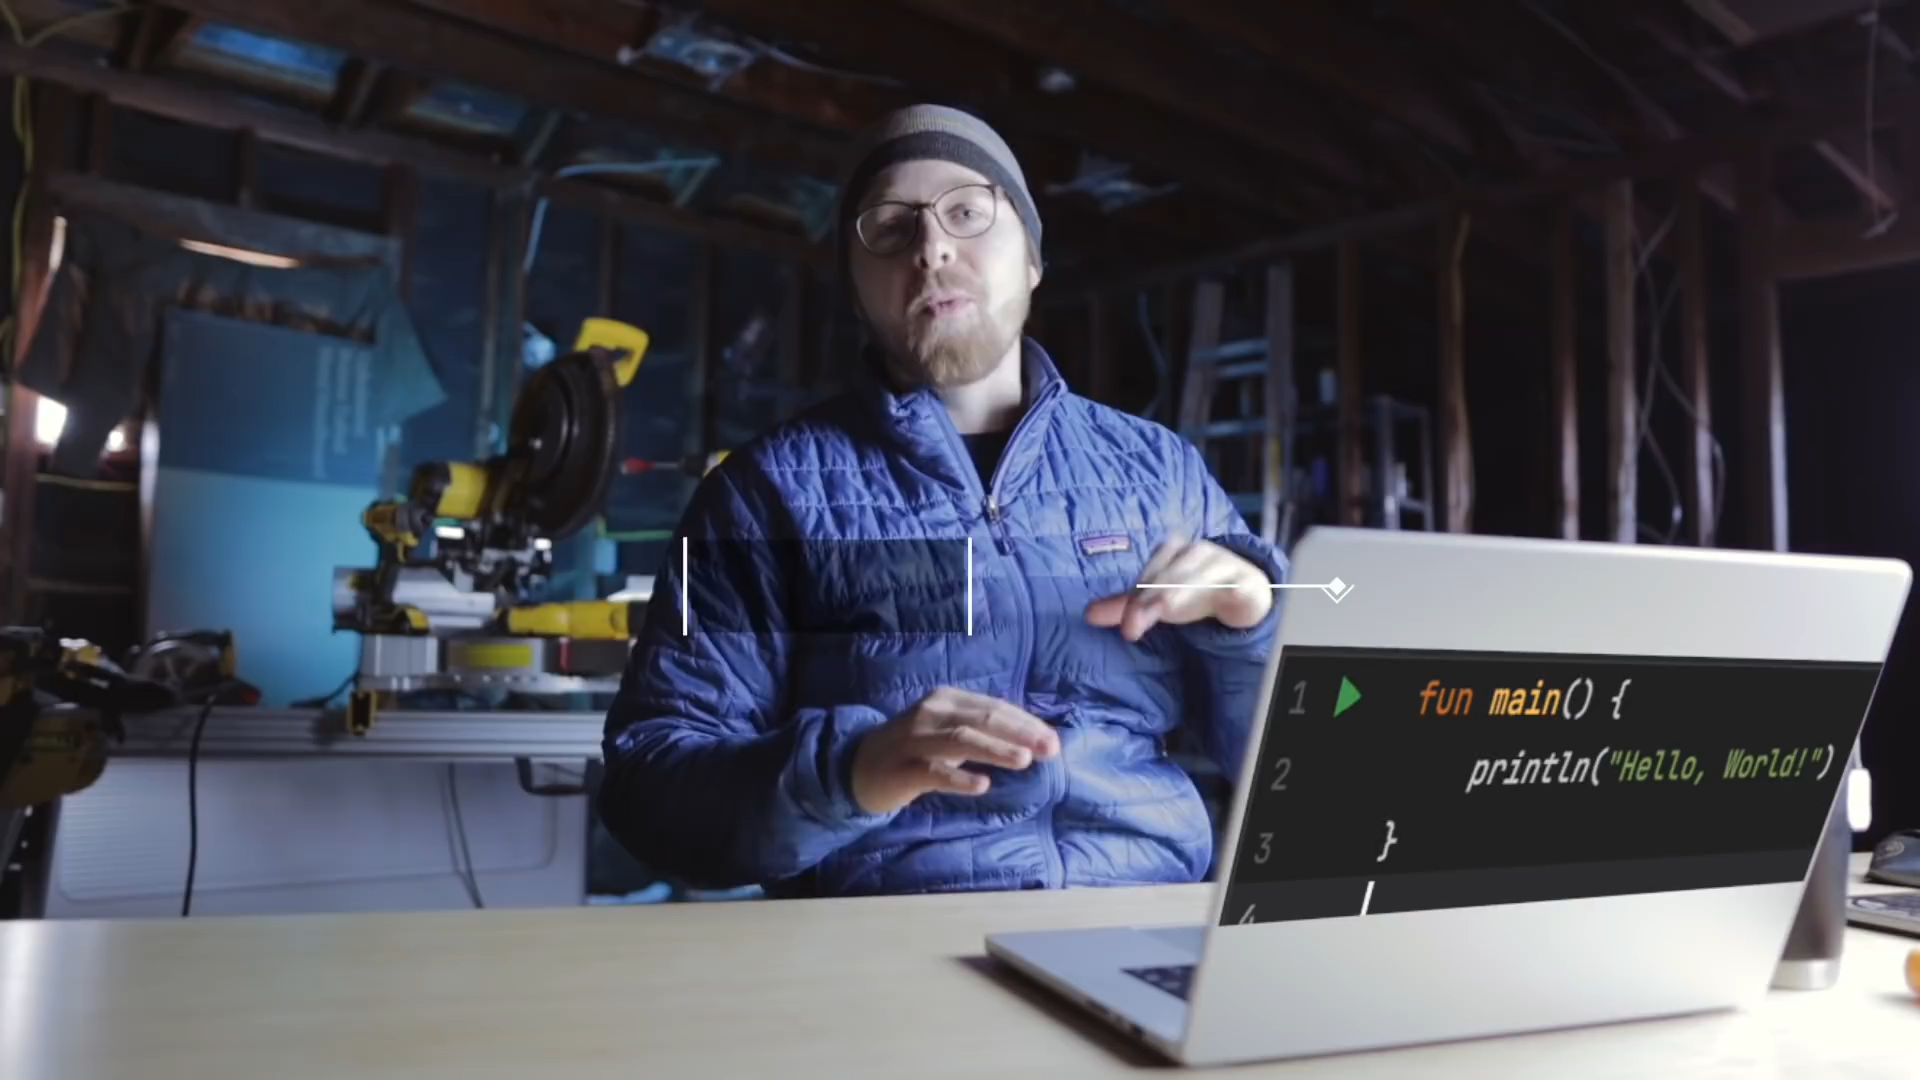 1 fun main() {
2 println("Hello, World!")
3 }
4